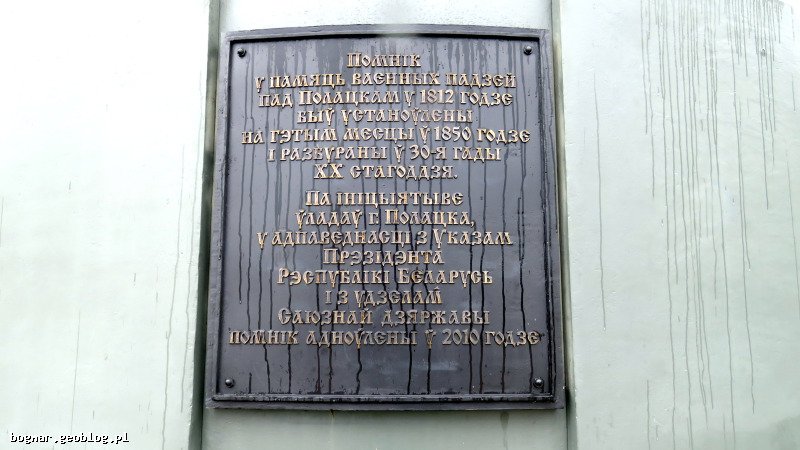 Помнік
у памяць ваенных падзей
пад Полацкам у 1812 годзе
быў устаноўлены
на гэтым месцы ў 1850 годзе
і разбураны ў 30-я гады
XX стагоддзя.
Па ініцыятыве
ўладаў г. Полацка,
у адпаведнасці з Указам
Прэзідэнта
Рэспублікі Беларусь
і з удзелам
Саюзнай дзяржавы
помнік адноўлены ў 2010 годзе
bognar.geoblog.pl